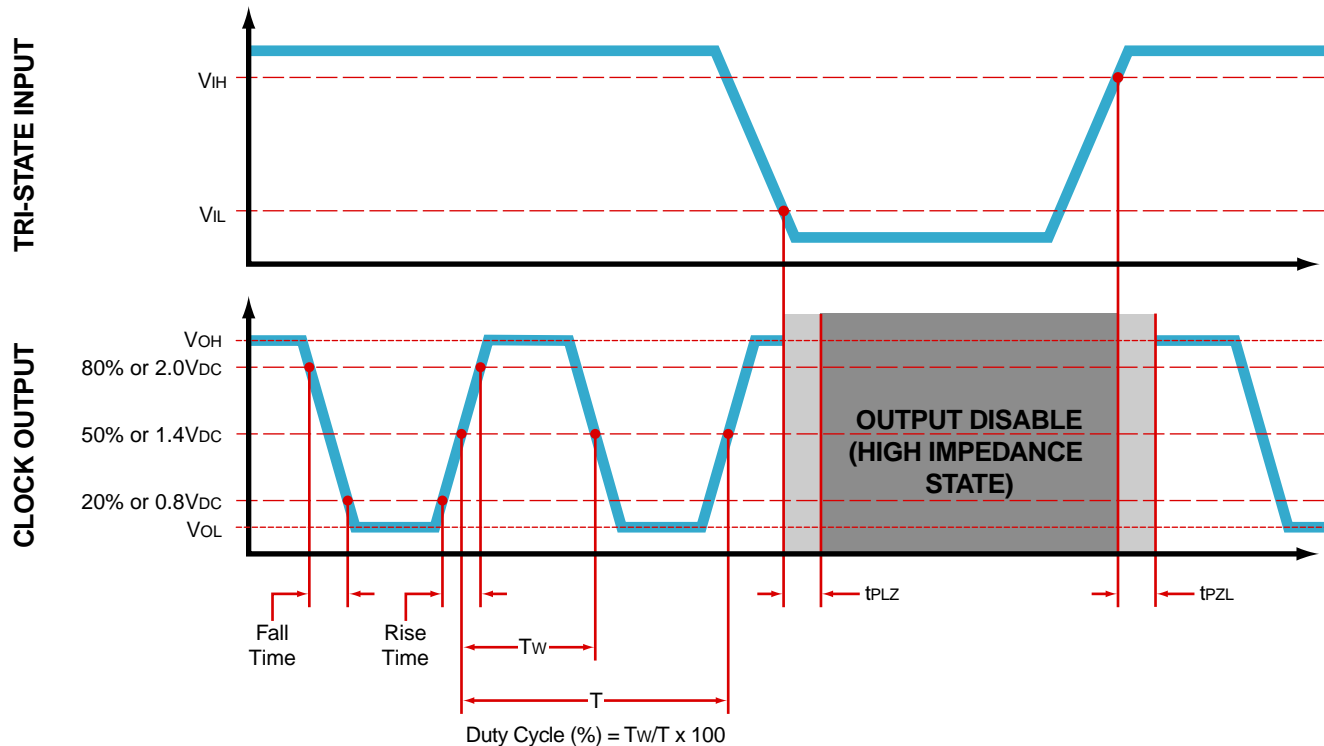 TRI-STATE INPUT
VIH
VIL
CLOCK OUTPUT
VOH
80% or 2.0VDC
50% or 1.4VDC
20% or 0.8VDC
VOL
OUTPUT DISABLE
(HIGH IMPEDANCE
STATE)
tPLZ
tPZL
Fall
Time
Rise
Time
TW
T
Duty Cycle (%) = TW/T x 100